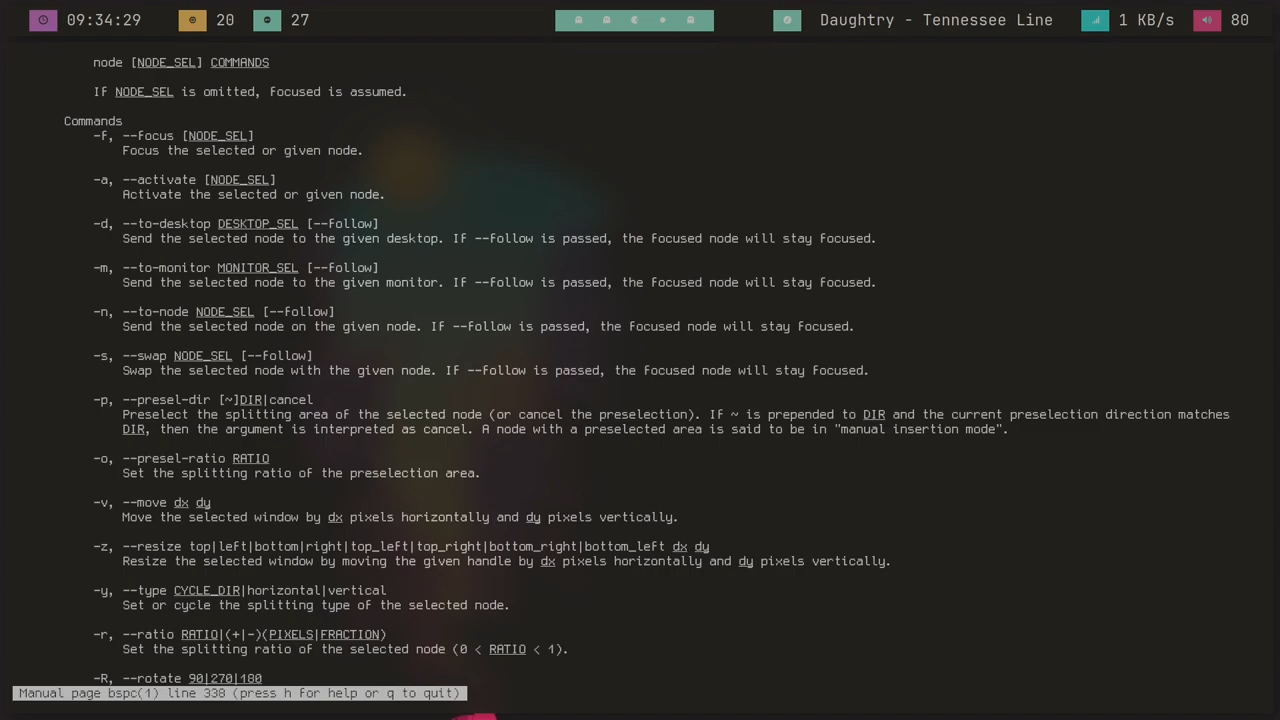 09:34:29 20 27 Daughtry - Tennessee Line 1 KB/s 80
node [NODE_SEL] COMMANDS
If NODE_SEL is omitted, focused is assumed.
Commands
-f, --focus [NODE_SEL]
Focus the selected or given node.
-a, --activate [NODE_SEL]
Activate the selected or given node.
-d, --to-desktop DESKTOP_SEL [--follow]
Send the selected node to the given desktop. If --follow is passed, the focused node will stay focused.
-m, --to-monitor MONITOR_SEL [--follow]
Send the selected node to the given monitor. If --follow is passed, the focused node will stay focused.
-n, --to-node NODE_SEL [--follow]
Send the selected node on the given node. If --follow is passed, the focused node will stay focused.
-s, --swap NODE_SEL [--follow]
Swap the selected node with the given node. If --follow is passed, the focused node will stay focused.
-p, --presel-dir [~]DIR|cancel
Preselect the splitting area of the selected node (or cancel the preselection). If ~ is prepended to DIR and the current preselection direction matches
DIR, then the argument is interpreted as cancel. A node with a preselected area is said to be in "manual insertion mode".
-o, --presel-ratio RATIO
Set the splitting ratio of the preselection area.
-v, --move dx dy
Move the selected window by dx pixels horizontally and dy pixels vertically.
-z, --resize top|left|bottom|right|top_left|top_right|bottom_right|bottom_left dx dy
Resize the selected window by moving the given handle by dx pixels horizontally and dy pixels vertically.
-y, --type CYCLE_DIR|horizontal|vertical
Set or cycle the splitting type of the selected node.
-r, --ratio RATIO|(+|-)(PIXELS|FRACTION)
Set the splitting ratio of the selected node (0 < RATIO < 1).
-R, --rotate 90|270|180
Manual page bspc(1) line 338 (press h for help or q to quit)